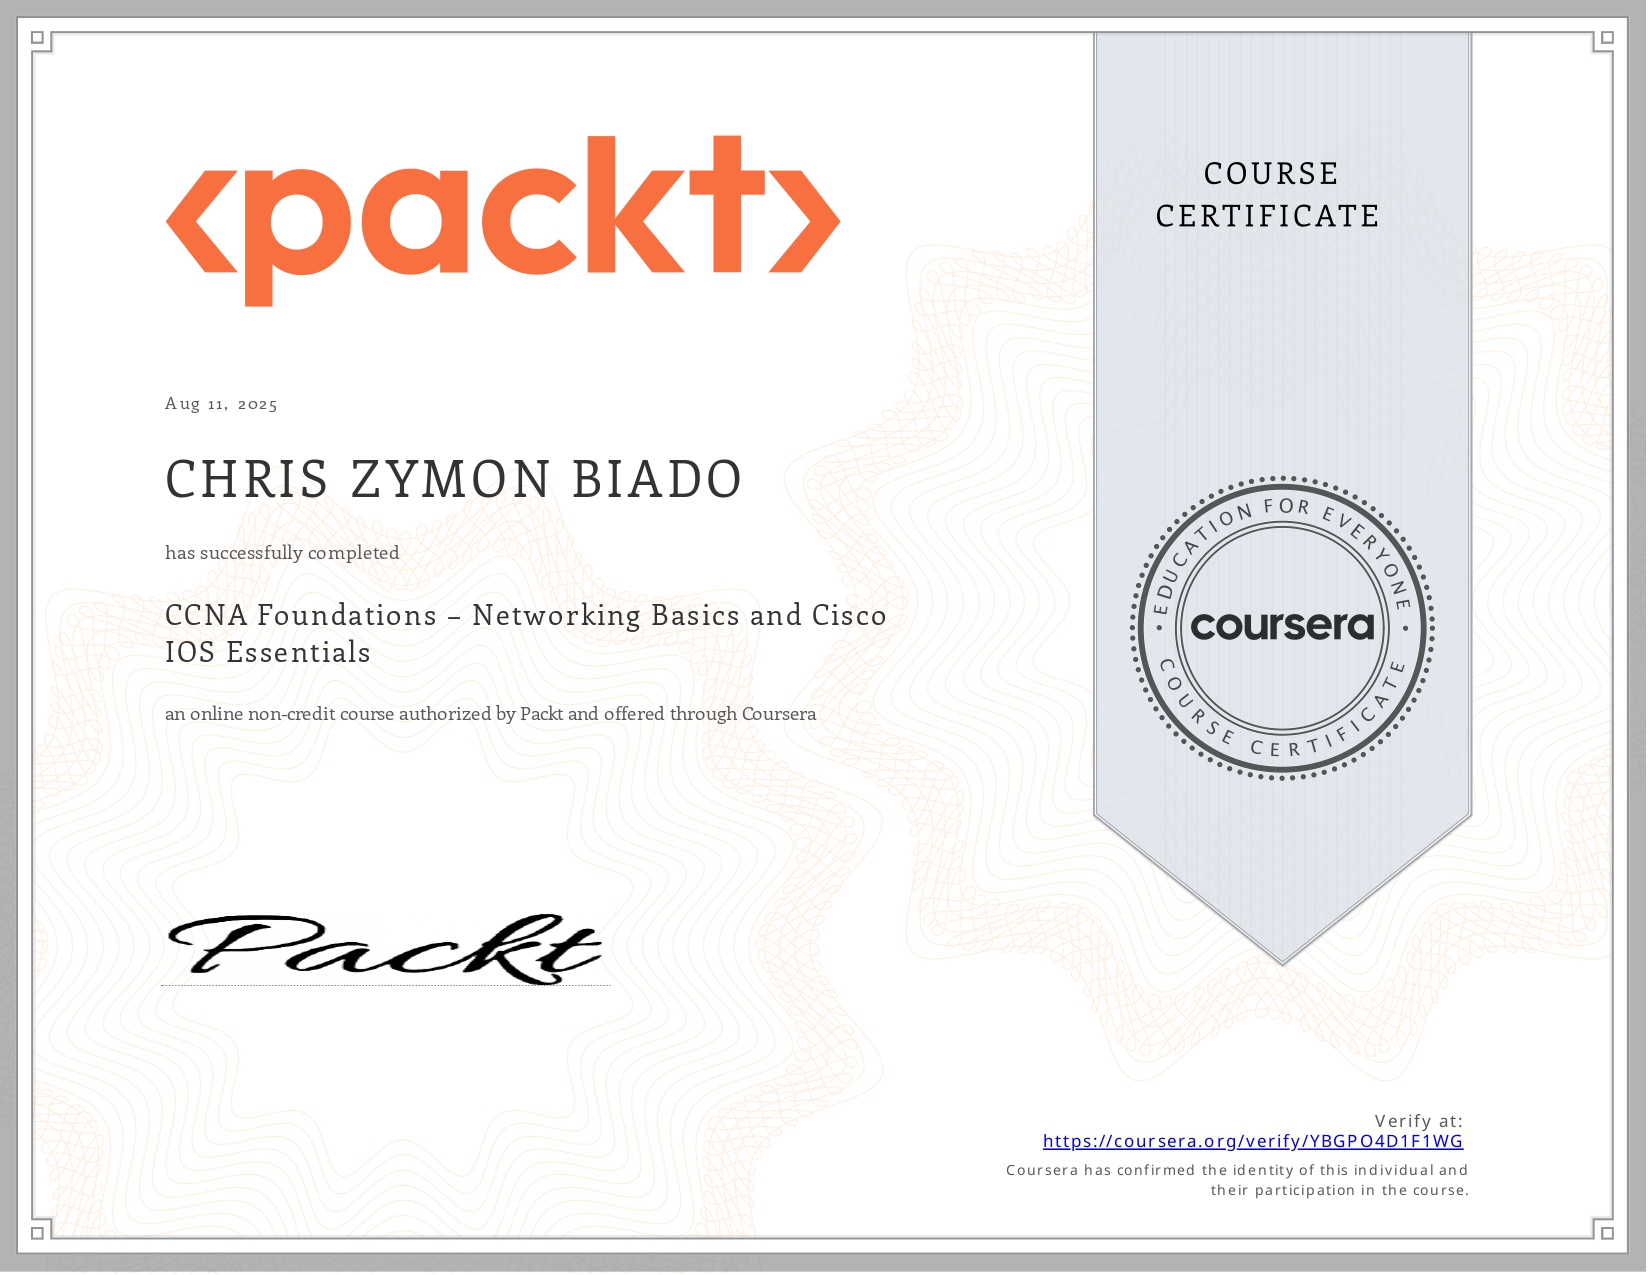 <packt>
COURSE
CERTIFICATE
Aug 11, 2025
CHRIS ZYMON BIADO
has successfully completed
CCNA Foundations – Networking Basics and Cisco
IOS Essentials
an online non-credit course authorized by Packt and offered through Coursera
• EDUCATION FOR EVERYONE •
coursera
COURSE CERTIFICATE
Packt
Verify at:
https://coursera.org/verify/YBGPO4D1F1WG
Coursera has confirmed the identity of this individual and
their participation in the course.